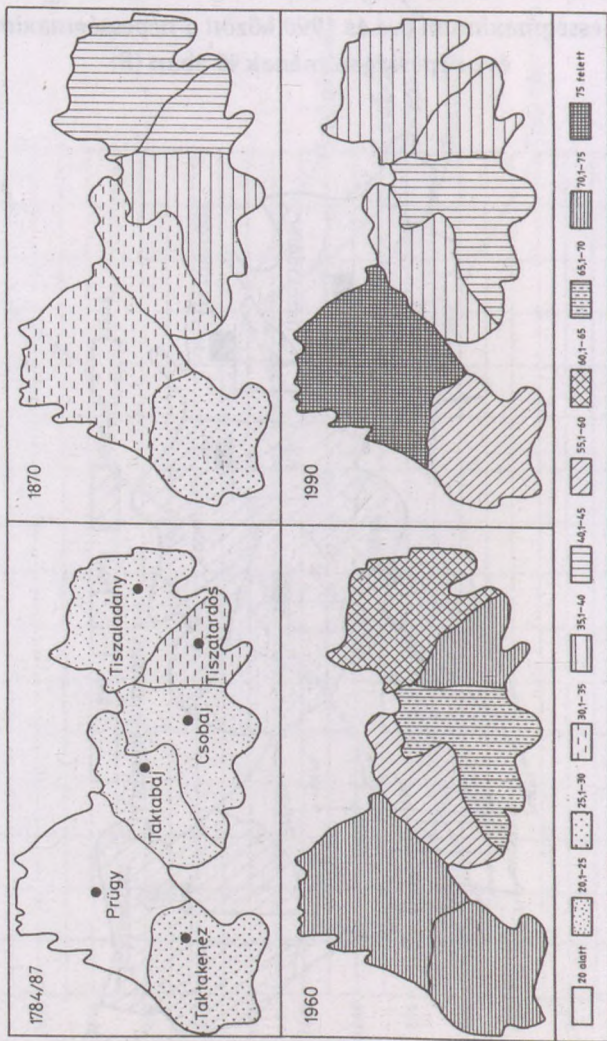 1784/87
Prügy
Taktakenéz
Taktabáj
Csobaj
Tiszaladány
Tiszatardos
1870
1960
1990
20 alatt
20,1-25
25,1-30
30,1-35
35,1-40
40,1-45
55,1-60
60,1-65
65,1-70
70,1-75
75 felett